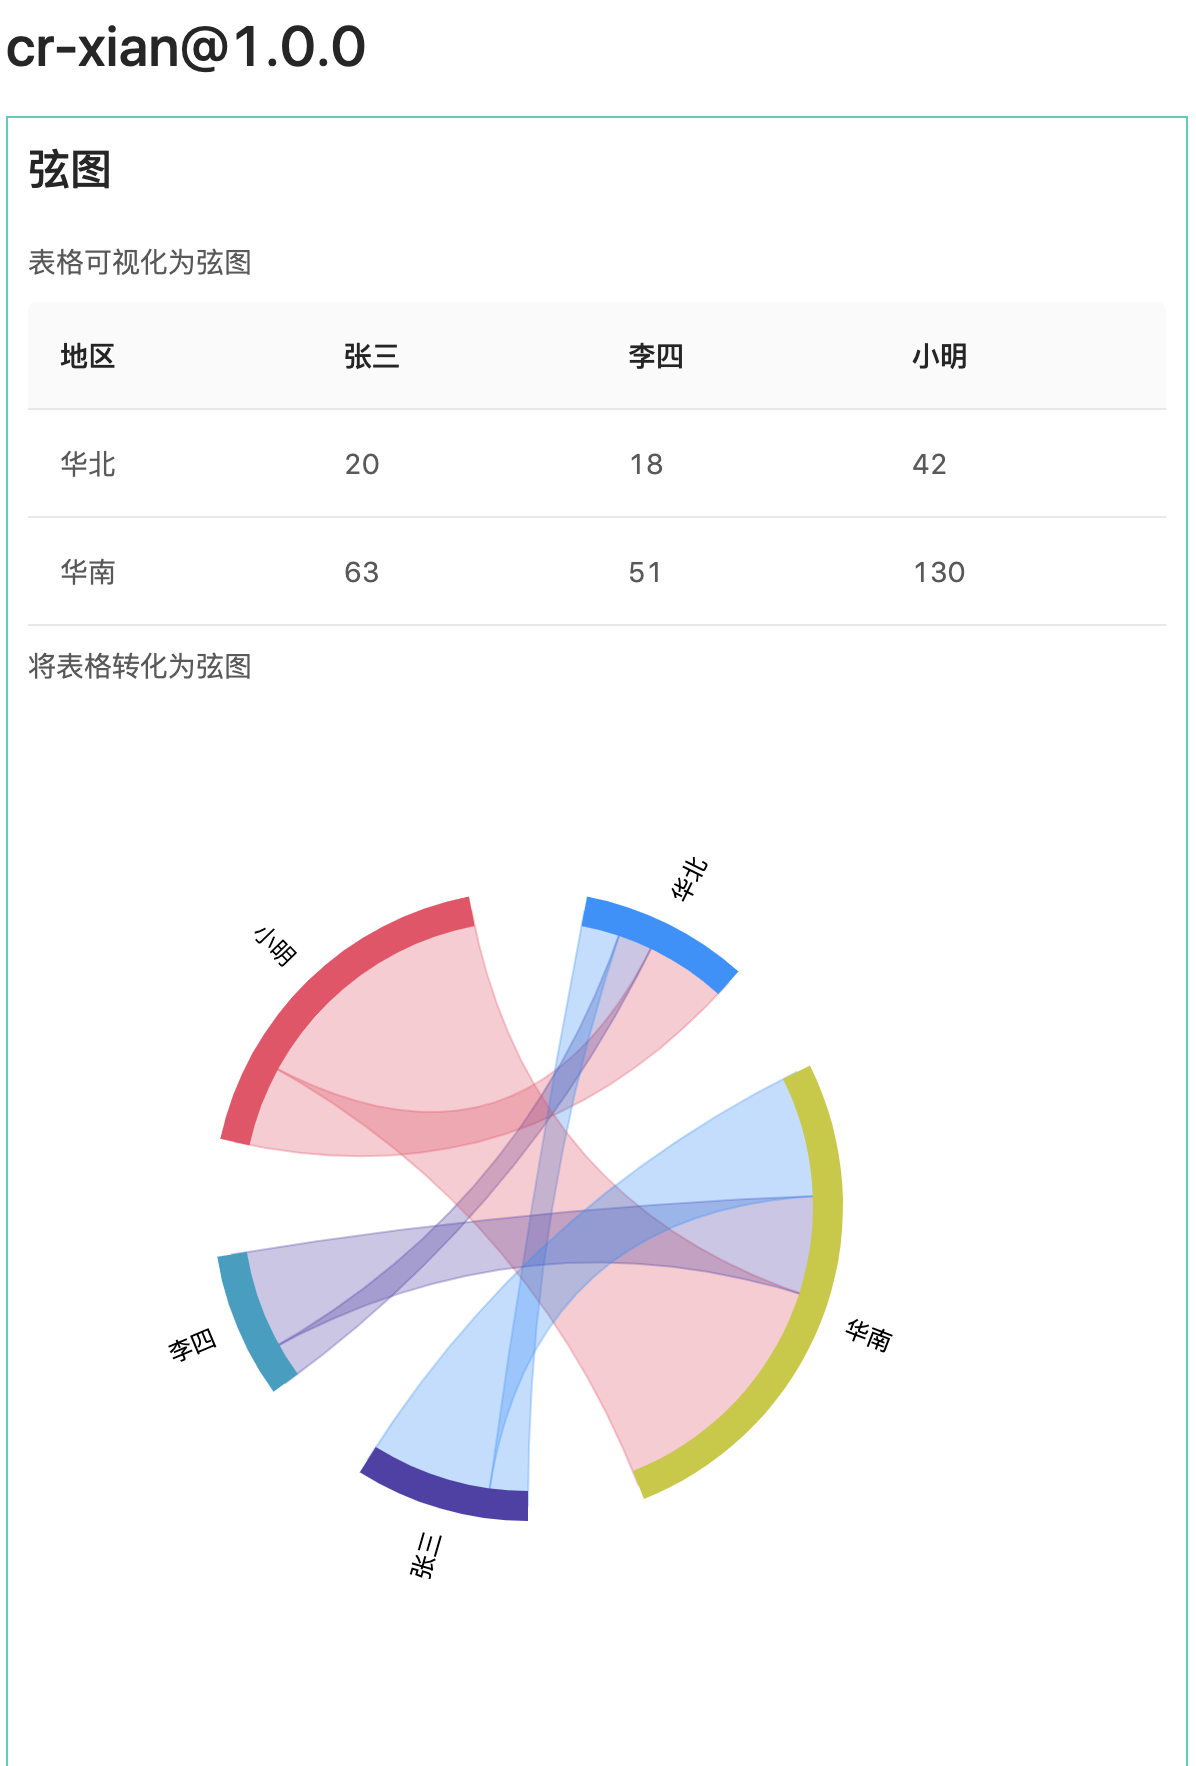 cr-xian@1.0.0
弦图
表格可视化为弦图
地区 张三 李四 小明
华北 20 18 42
华南 63 51 130
将表格转化为弦图
华北
小明
华南
李四
张三